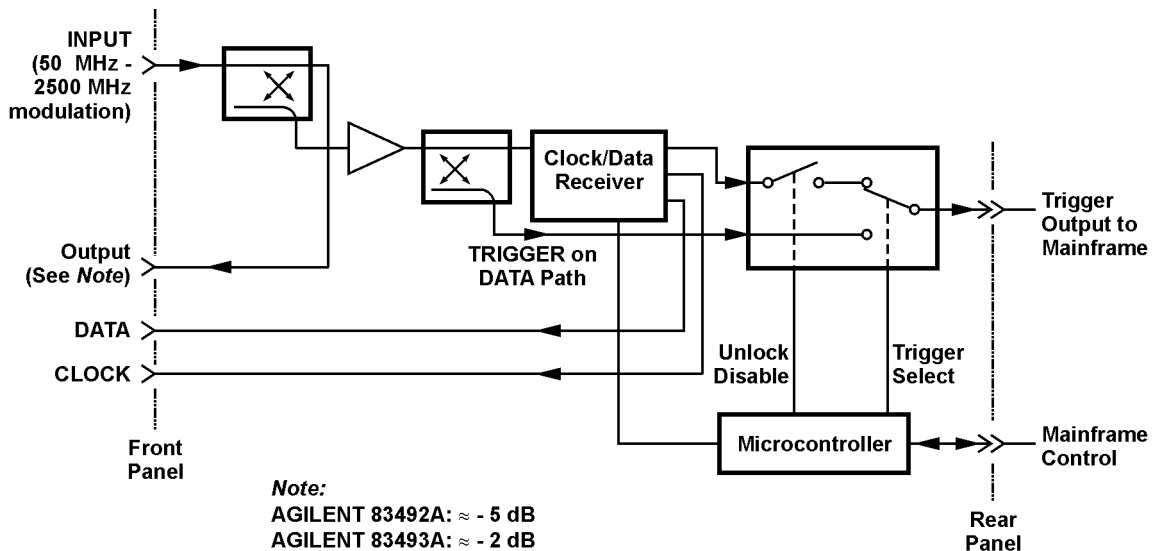 INPUT
(50 MHz -
2500 MHz
modulation)
Clock/Data
Receiver
Trigger
Output to
Mainframe
Output
(See Note)
TRIGGER on
DATA Path
DATA
CLOCK
Unlock
Disable
Trigger
Select
Front
Panel
Microcontroller
Mainframe
Control
Note:
AGILENT 83492A: ≈ - 5 dB
AGILENT 83493A: ≈ - 2 dB
Rear
Panel